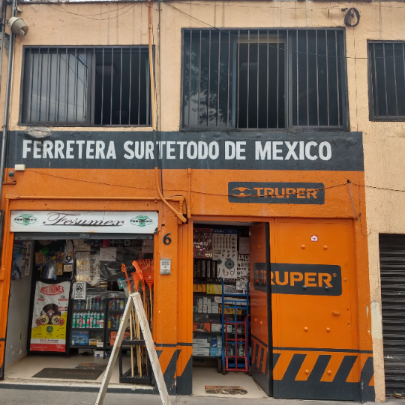 FERRETERA SURTETODO DE MEXICO
TRUPER
Fesumex
6
TRUPER